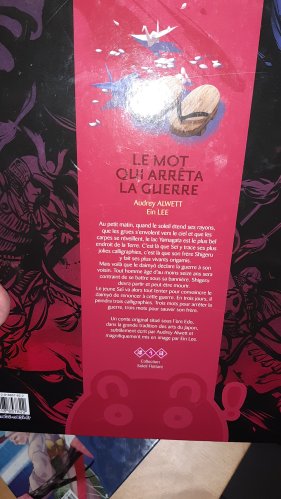 LE MOT
QUI ARRÊTA
LA GUERRE
Audrey ALWETT
Ein LEE
Au petit matin, quand le soleil étend ses rayons,
que les grues s'envolent vers le ciel et que les
carpes se réveillent, le lac Yamagata est le plus bel
endroit de la Terre. C'est là que Seï y trace ses plus
jolies calligraphies, c'est là que son frère Shigeru
y fait ses plus vivants origamis.
Mais voilà que le daimyô déclare la guerre à son
voisin. Tout homme âgé d'au moins seize ans sera
contraint de se battre sous sa bannière. Shigeru
devra partir et peut-être mourir.
Le jeune Seï va alors tout tenter pour convaincre le
daimyô de renoncer à cette guerre. En trois jours, il
peindra trois calligraphies. Trois mots pour arrêter la
guerre, trois mots pour sauver son frère.
Un conte original situé sous l'ère Edo,
dans la grande tradition des arts du Japon,
subtilement écrit par Audrey Alwett et
magnifiquement mis en image par Ein Lee.
Collection
Soleil Flottant